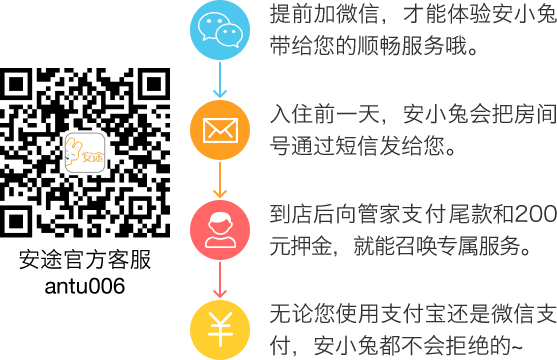 提前加微信，才能体验安小兔
带给您的顺畅服务哦。
入住前一天，安小兔会把房间
号通过短信发给您。
安途
到店后向管家支付尾款和200
元押金，就能召唤专属服务。
安途官方客服
antu006
¥
无论您使用支付宝还是微信支
付，安小兔都不会拒绝的~